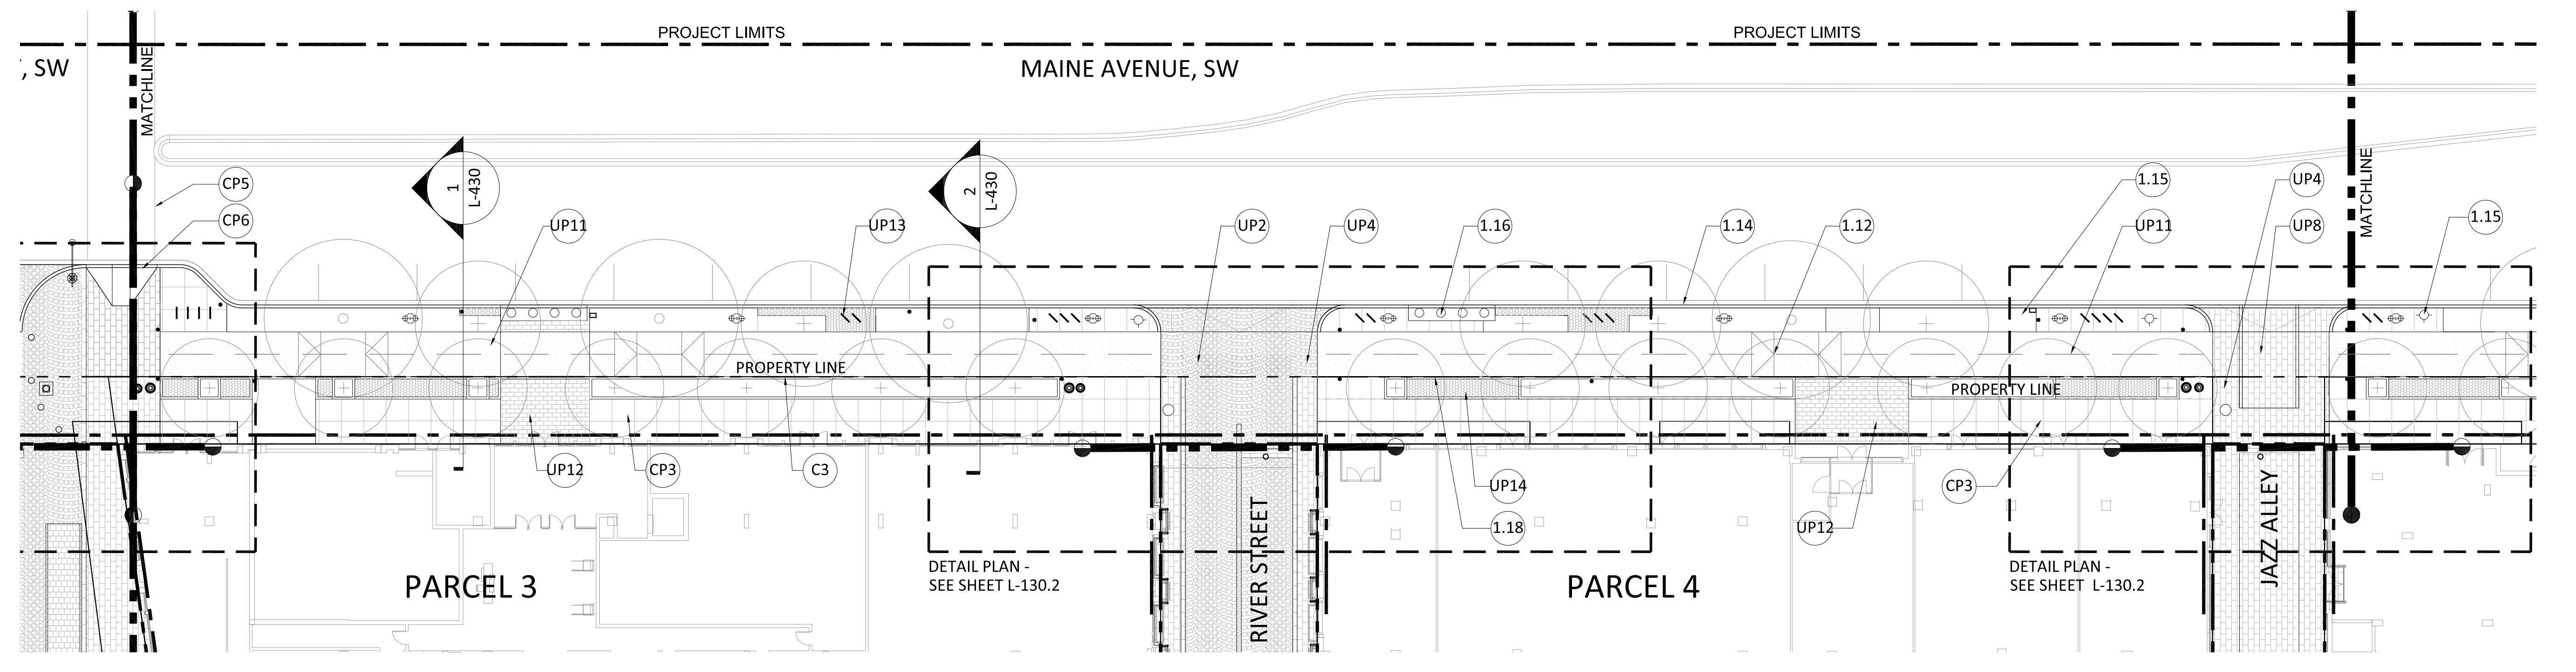 PROJECT LIMITS
PROJECT LIMITS
, SW
MAINE AVENUE, SW
MATCHLINE
MATCHLINE
CP5
CP6
1
L-430
2
L-430
UP11
UP13
UP2
UP4
1.16
1.14
1.12
1.15
UP11
UP4
UP8
1.15
PROPERTY LINE
PROPERTY LINE
UP12
CP3
C3
UP14
1.18
UP12
CP3
DETAIL PLAN -
SEE SHEET L-130.2
DETAIL PLAN -
SEE SHEET L-130.2
PARCEL 3
RIVER STREET
PARCEL 4
JAZZ ALLEY